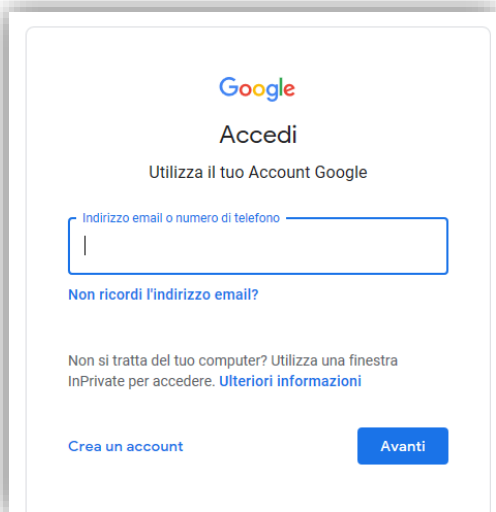 Google
Accedi
Utilizza il tuo Account Google
Indirizzo email o numero di telefono
Non ricordi l'indirizzo email?
Non si tratta del tuo computer? Utilizza una finestra
InPrivate per accedere. Ulteriori informazioni
Crea un account
Avanti